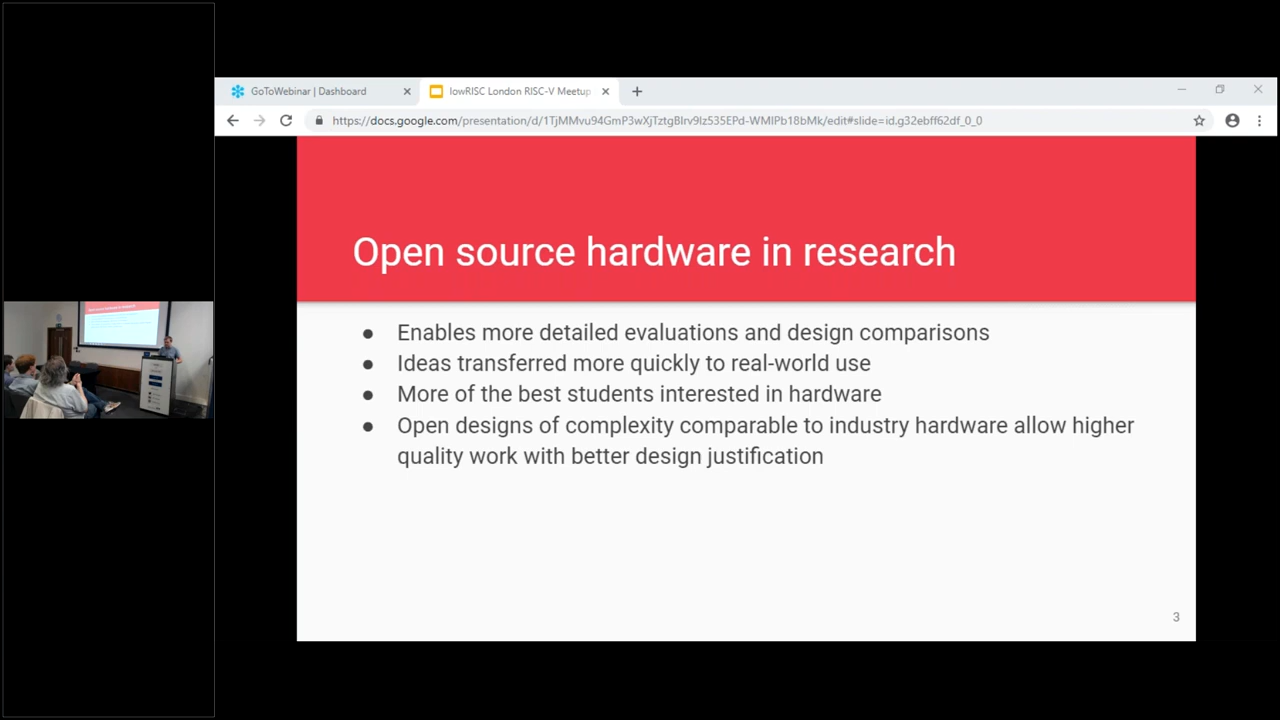 GoToWebinar | Dashboard
lowRISC London RISC-V Meetup
https://docs.google.com/presentation/d/1TjMMvu94GmP3wXjTztgBIrv9Iz535EPd-WMIPb18bMk/edit#slide=id.g32ebff62df_0_0
Open source hardware in research
● Enables more detailed evaluations and design comparisons
● Ideas transferred more quickly to real-world use
● More of the best students interested in hardware
● Open designs of complexity comparable to industry hardware allow higher
quality work with better design justification
3